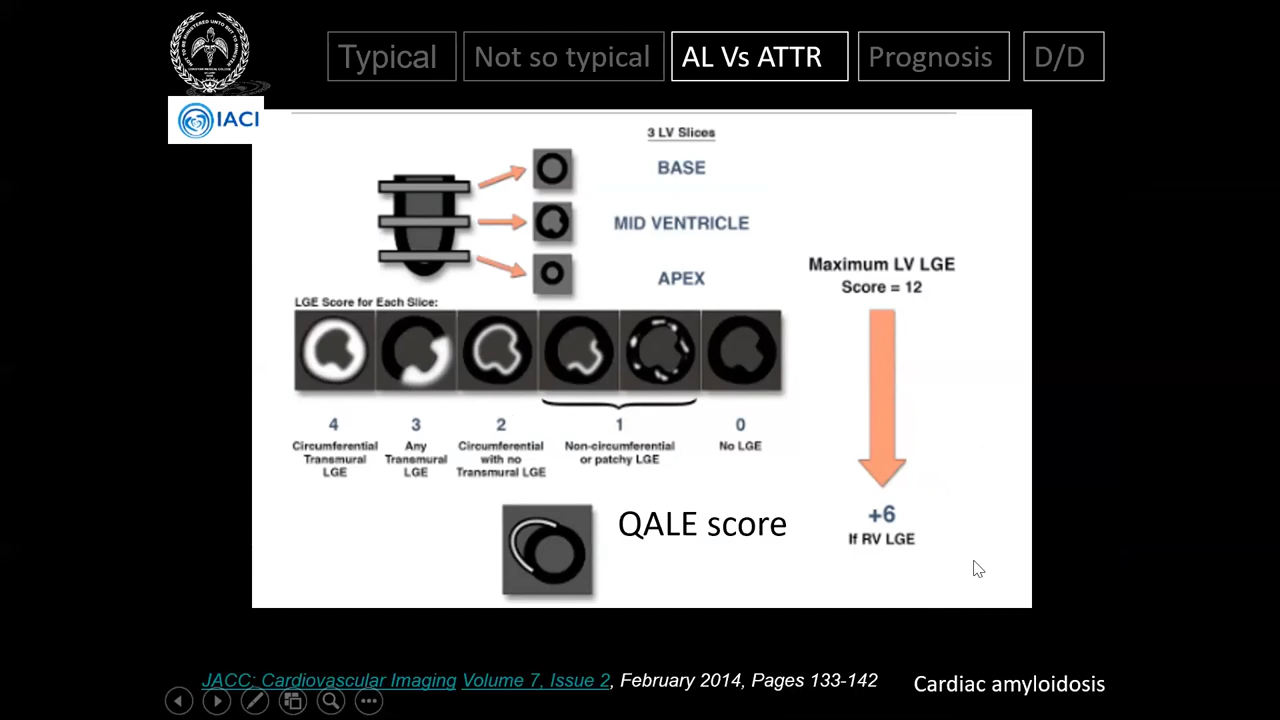 Typical
Not so typical
AL Vs ATTR
Prognosis
D/D
IACI
3 LV Slices
BASE
MID VENTRICLE
APEX
Maximum LV LGE
Score = 12
LGE Score for Each Slice:
4
3
2
1
0
Circumferential
Transmural
LGE
Any
Transmural
LGE
Circumferential
with no
Transmural LGE
Non-circumferential
or patchy LGE
No LGE
QALE score
+6
If RV LGE
JACC: Cardiovascular Imaging Volume 7, Issue 2, February 2014, Pages 133-142
Cardiac amyloidosis